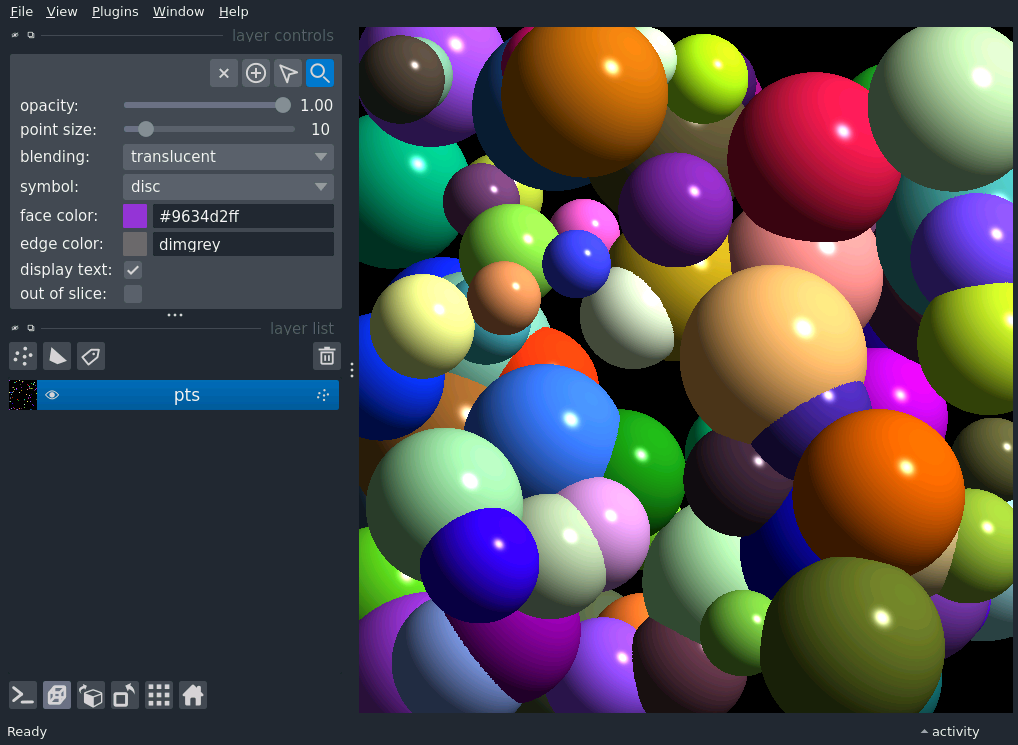 File View Plugins Window Help
layer controls
opacity: 1.00
point size: 10
blending: translucent
symbol: disc
face color: #9634d2ff
edge color: dimgrey
display text:
out of slice:
layer list
pts
Ready
activity